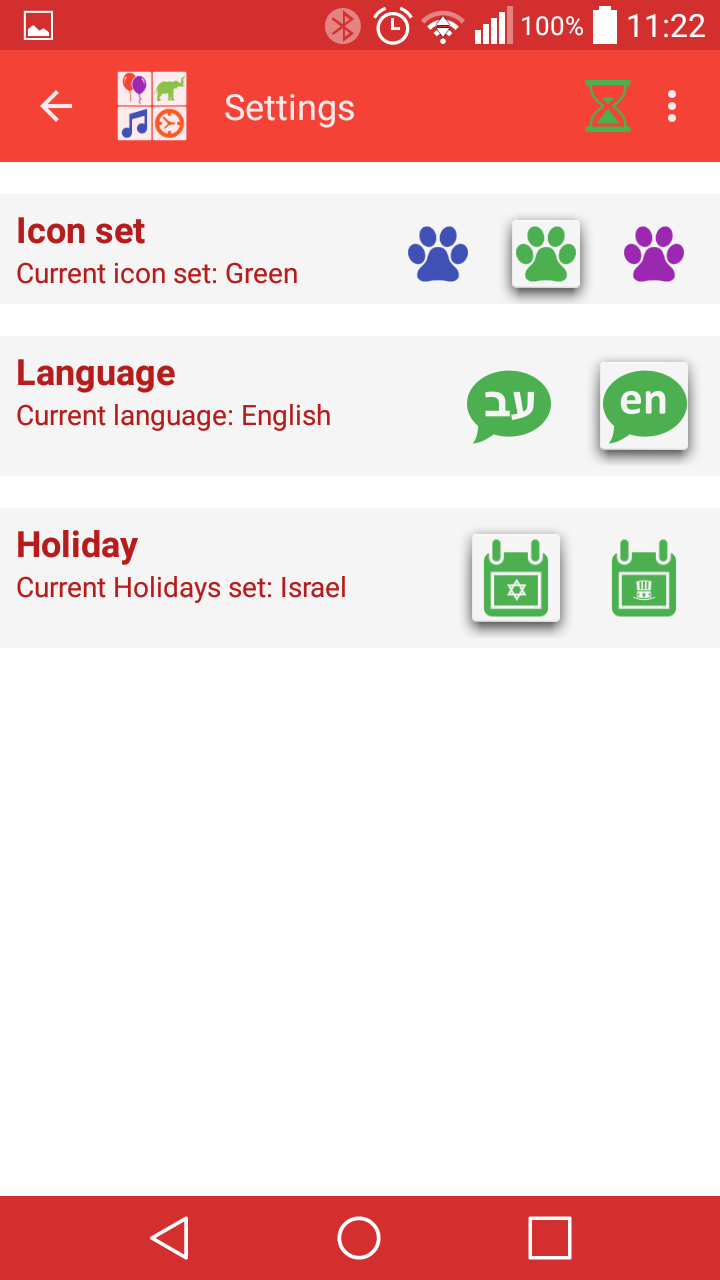 100% 11:22
Settings
Icon set
Current icon set: Green
Language
Current language: English
עב
en
Holiday
Current Holidays set: Israel